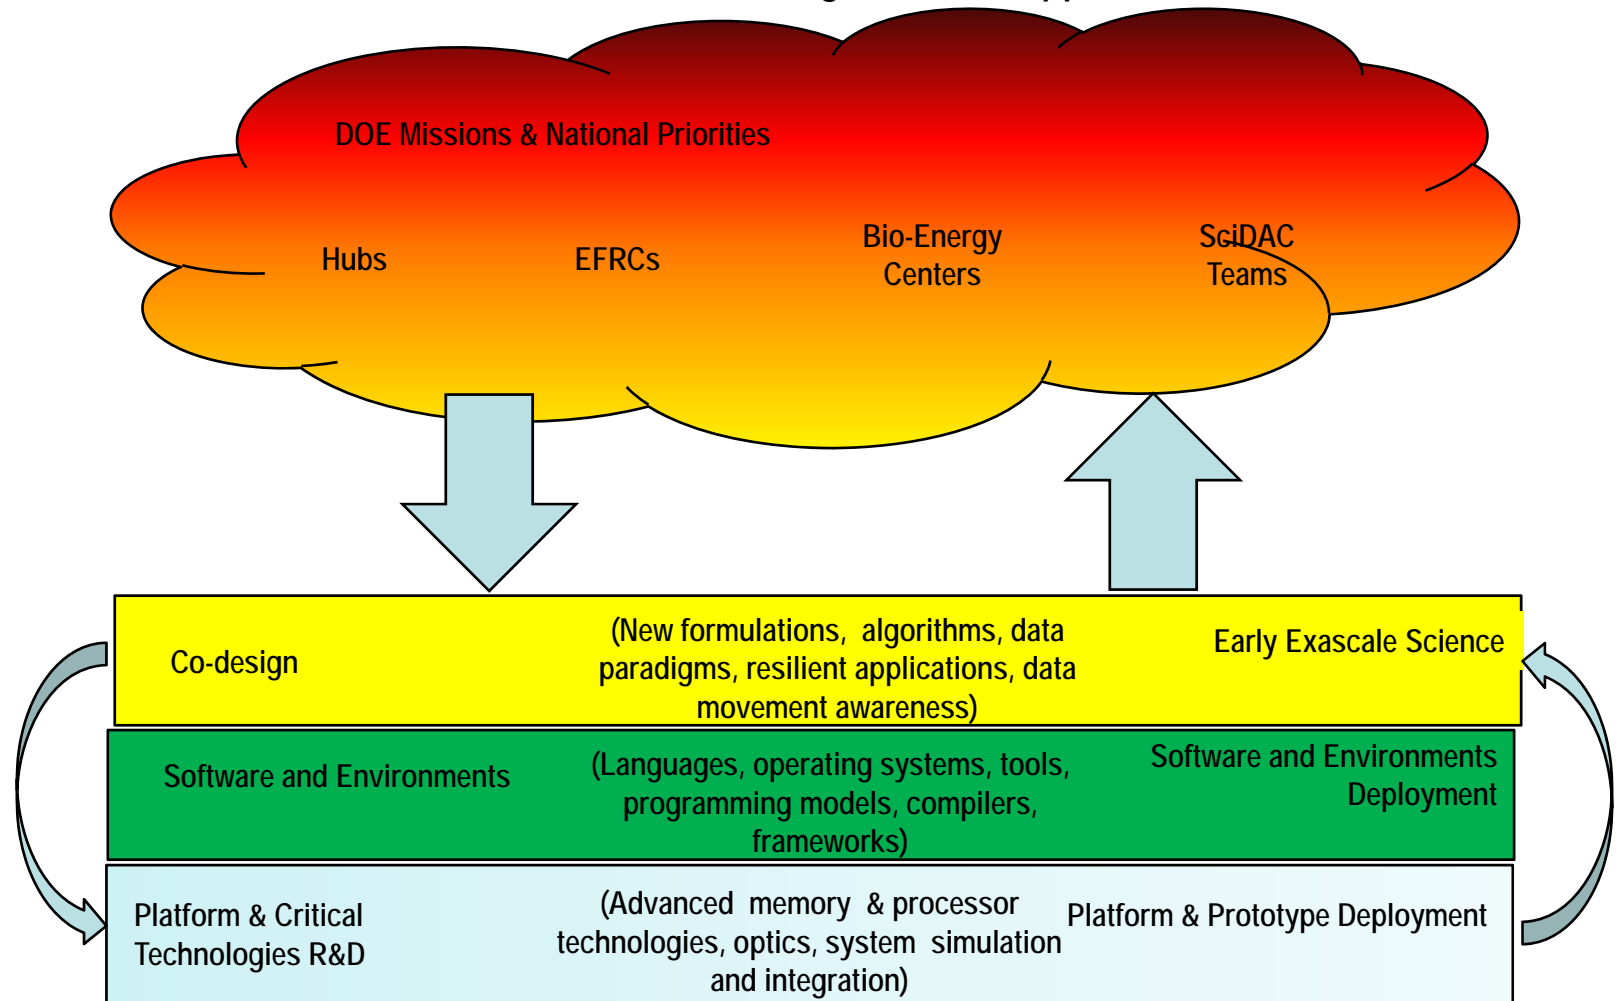 DOE Missions & National Priorities
Hubs
EFRCs
Bio-Energy
Centers
SciDAC
Teams
Co-design
(New formulations, algorithms, data
paradigms, resilient applications, data
movement awareness)
Early Exascale Science
Software and Environments
(Languages, operating systems, tools,
programming models, compilers,
frameworks)
Software and Environments
Deployment
Platform & Critical
Technologies R&D
(Advanced memory & processor
technologies, optics, system simulation
and integration)
Platform & Prototype Deployment